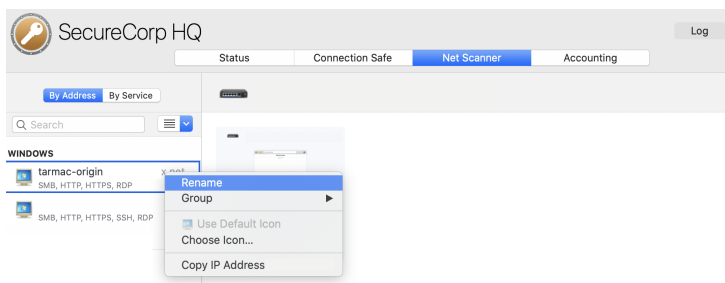 SecureCorp HQ
Log
Status
Connection Safe
Net Scanner
Accounting
By Address
By Service
Search
WINDOWS
tarmac-origin
SMB, HTTP, HTTPS, RDP
SMB, HTTP, HTTPS, SSH, RDP
Rename
Group
Use Default Icon
Choose Icon...
Copy IP Address